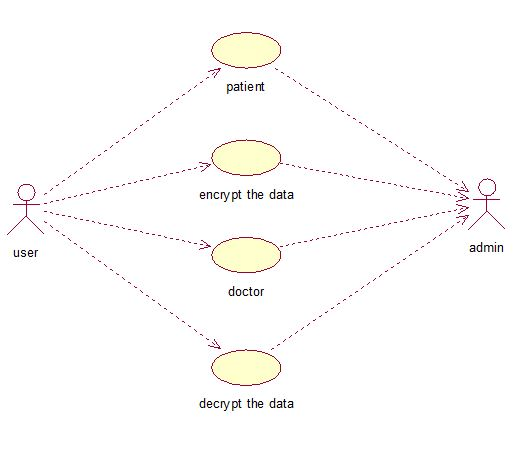 patient
encrypt the data
user
admin
doctor
decrypt the data